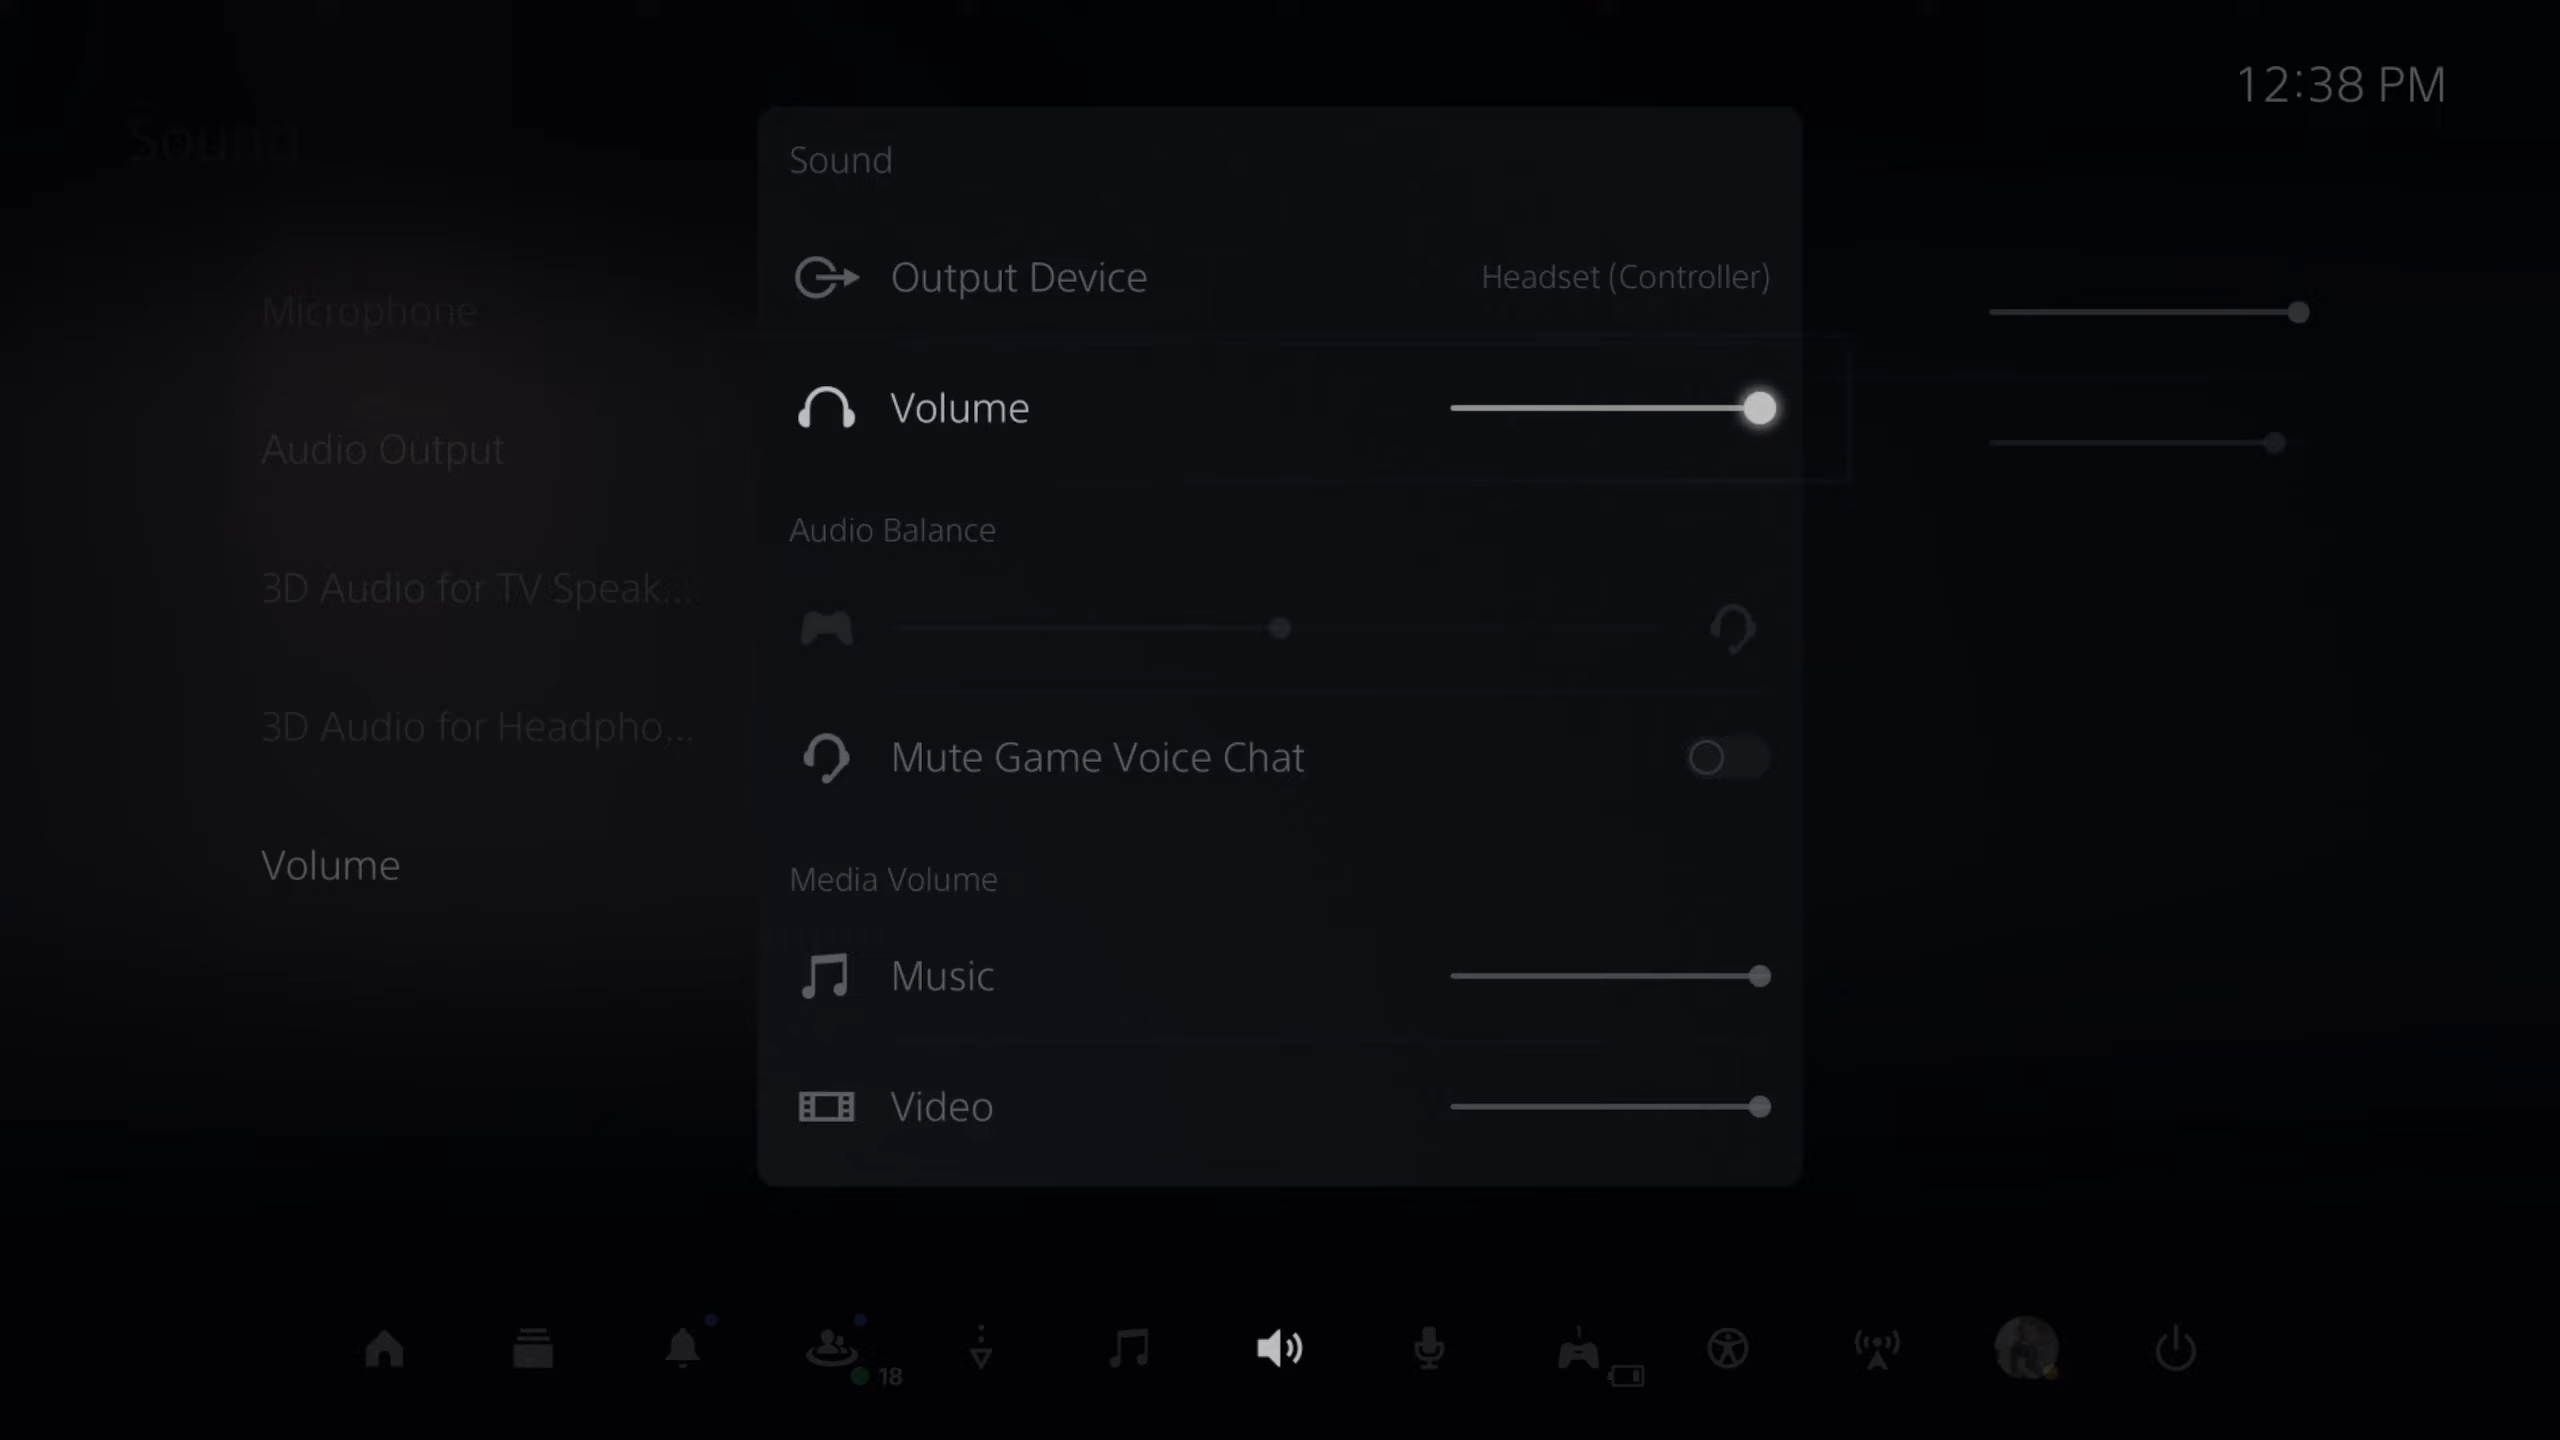 12:38 PM
Sound
Sound
Output Device
Headset (Controller)
Microphone
Volume
Audio Output
Audio Balance
3D Audio for TV Speak...
3D Audio for Headpho...
Mute Game Voice Chat
Volume
Media Volume
Music
Video
18